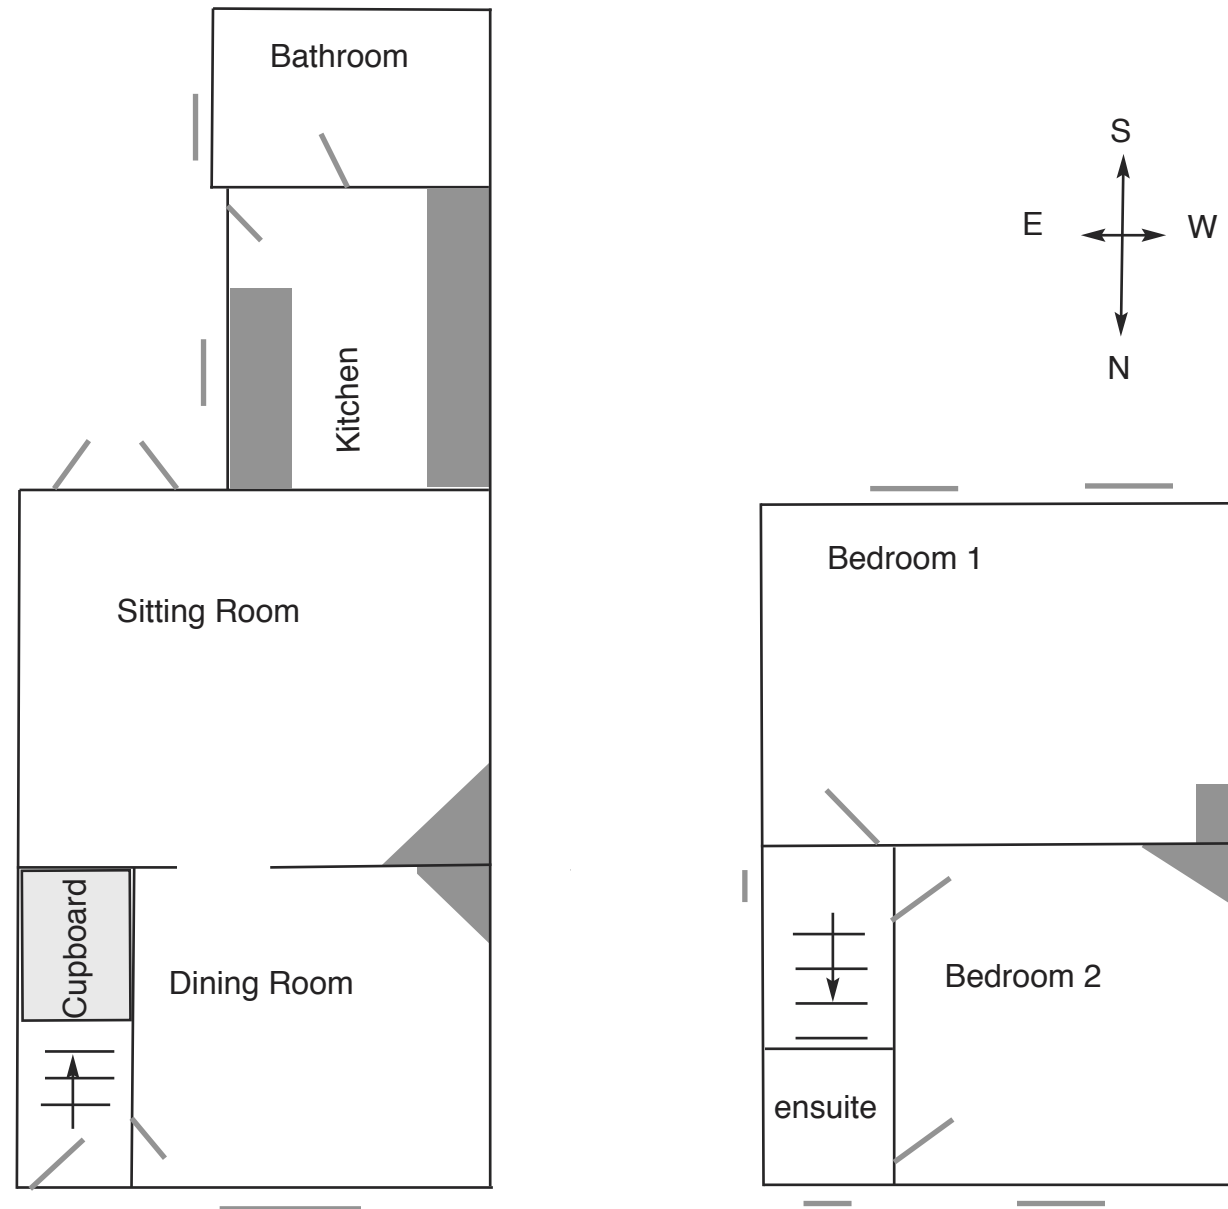 Bathroom
S
E
W
N
Kitchen
Bedroom 1
Sitting Room
Cupboard
Dining Room
Bedroom 2
ensuite